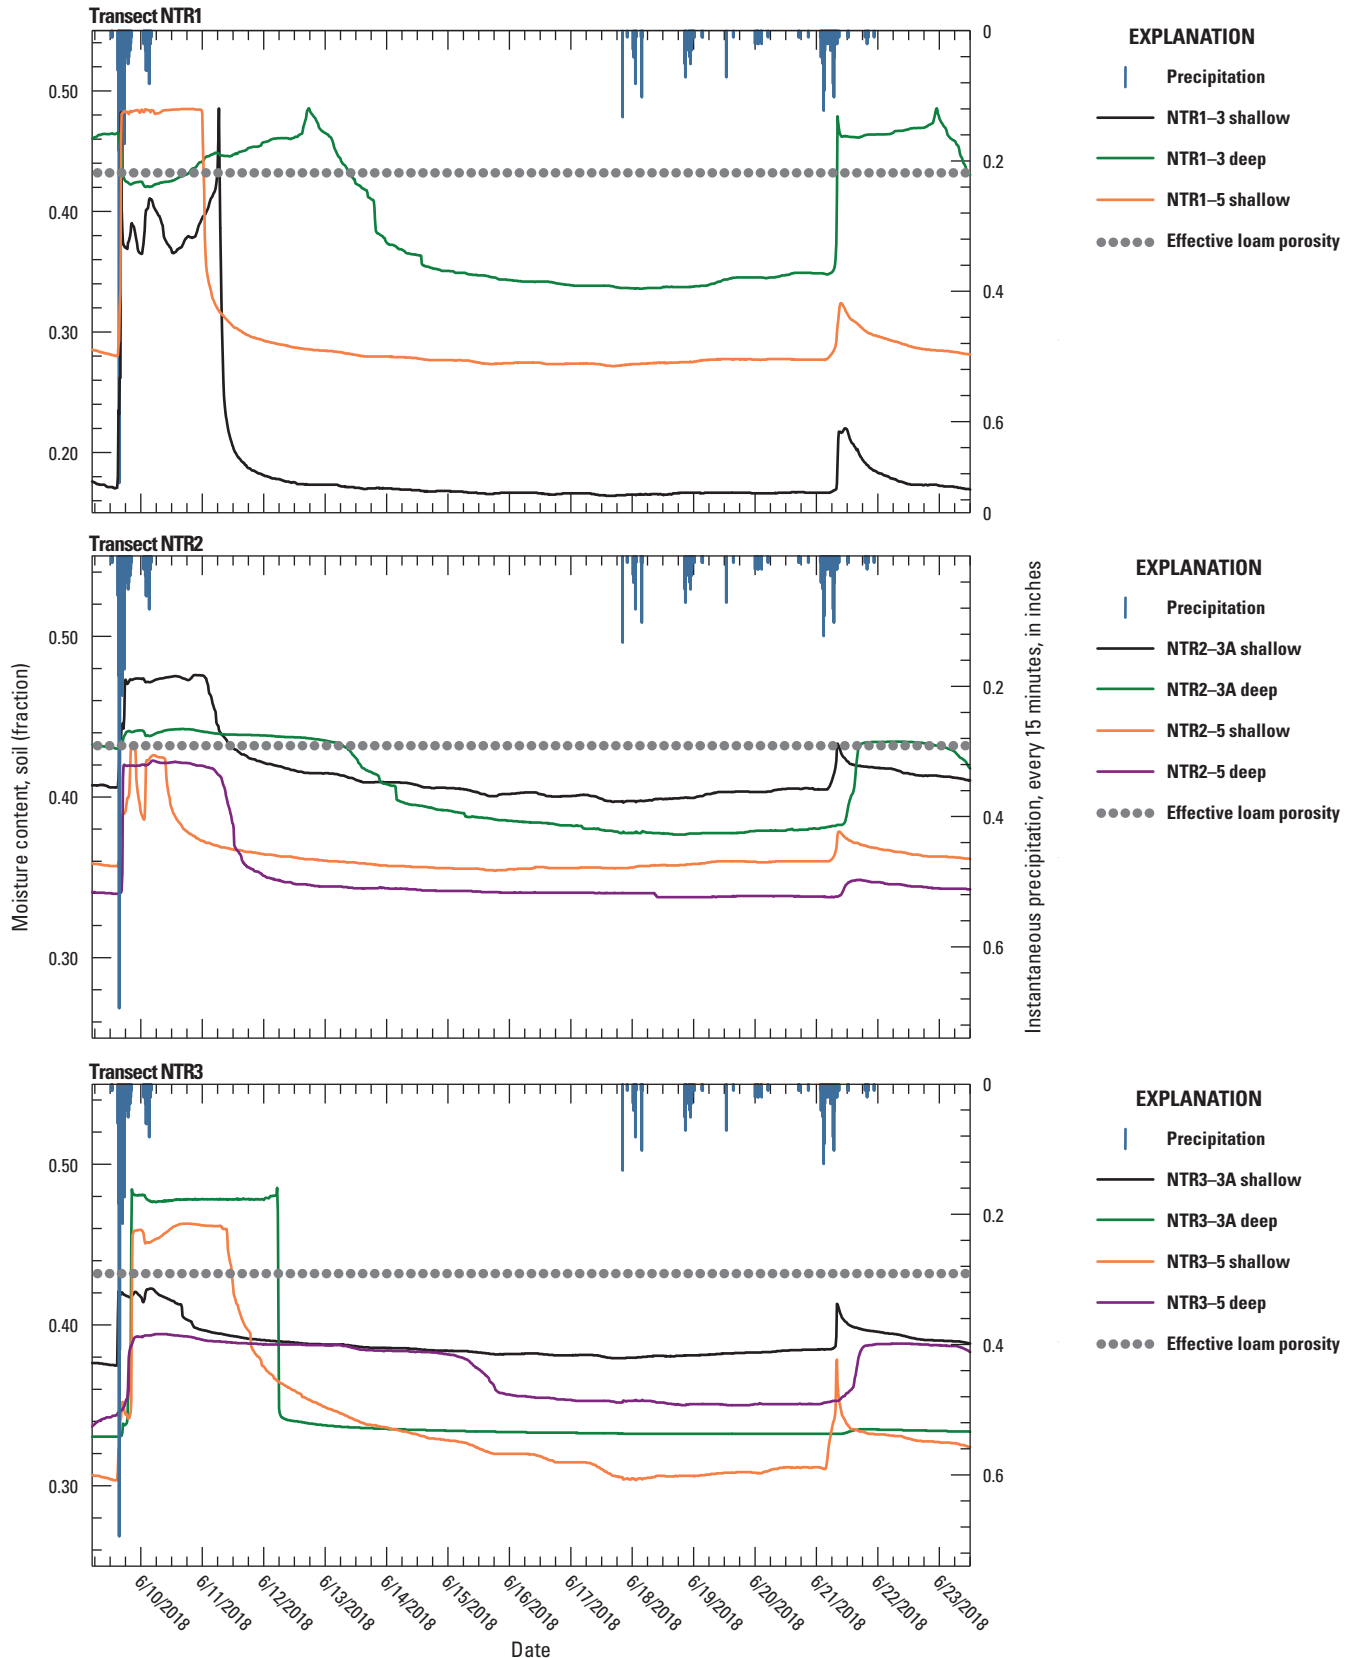 Transect NTR1
0.50
0.40
0.30
0.20
0
0.2
0.4
0.6
0
EXPLANATION
Precipitation
NTR1–3 shallow
NTR1–3 deep
NTR1–5 shallow
Effective loam porosity
Transect NTR2
0.50
0.40
0.30
0.2
0.4
0.6
Moisture content, soil (fraction)
Instantaneous precipitation, every 15 minutes, in inches
EXPLANATION
Precipitation
NTR2–3A shallow
NTR2–3A deep
NTR2–5 shallow
NTR2–5 deep
Effective loam porosity
Transect NTR3
0.50
0.40
0.30
0
0.2
0.4
0.6
EXPLANATION
Precipitation
NTR3–3A shallow
NTR3–3A deep
NTR3–5 shallow
NTR3–5 deep
Effective loam porosity
6/10/2018
6/11/2018
6/12/2018
6/13/2018
6/14/2018
6/15/2018
6/16/2018
6/17/2018
6/18/2018
6/19/2018
6/20/2018
6/21/2018
6/22/2018
6/23/2018
Date